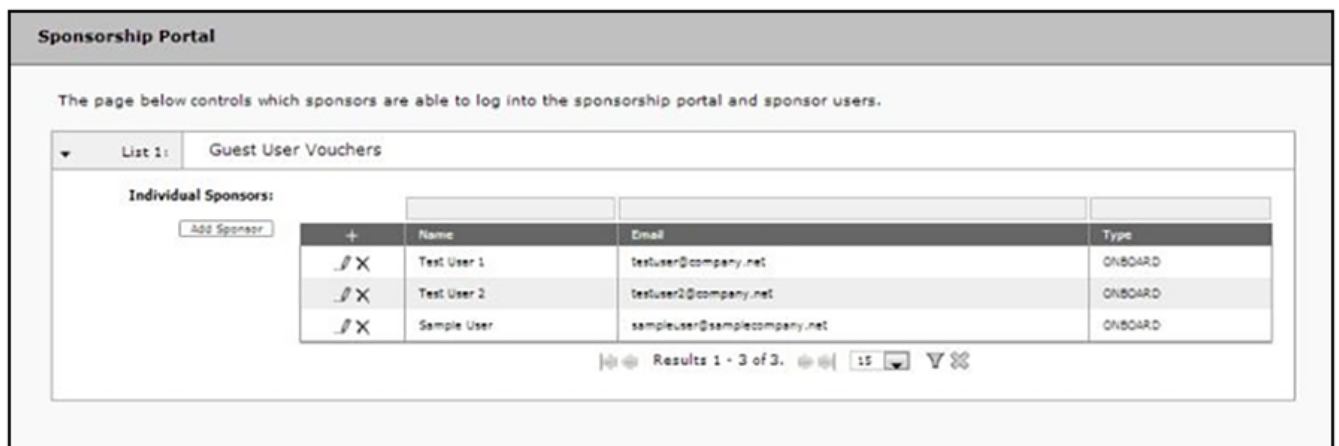 Sponsorship Portal
The page below controls which sponsors are able to log into the sponsorship portal and sponsor users.
List 1: Guest User Vouchers
Individual Sponsors:
Add Sponsor
+ Name Email Type
Test User 1 testuser@company.net ONBOARD
Test User 2 testuser2@company.net ONBOARD
Sample User sampleuser@samplecompany.net ONBOARD
Results 1 - 3 of 3. 15